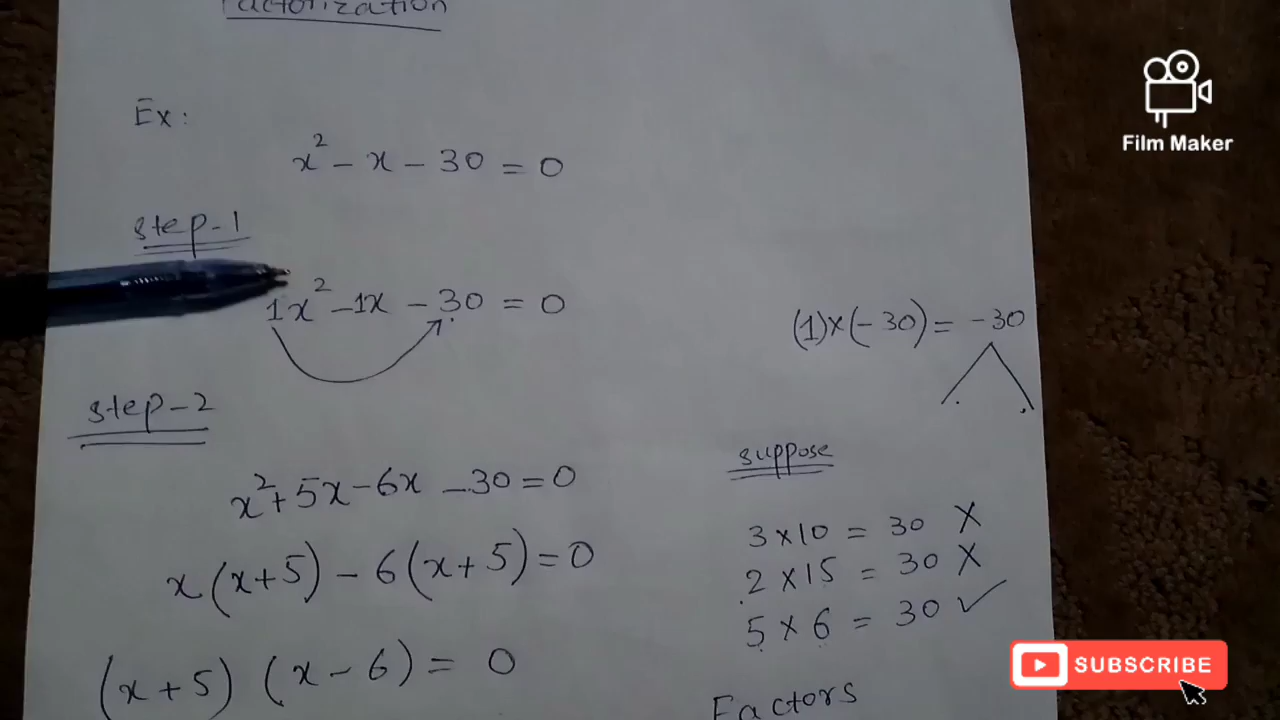 Factorization
Ex:
x² - x - 30 = 0
Step-1
1x² - 1x - 30 = 0
Step-2
x² + 5x - 6x - 30 = 0
x(x+5) - 6(x+5) = 0
(x+5) (x-6) = 0
(1)x(-30) = -30
suppose
3 x 10 = 30 X
2 x 15 = 30 X
5 x 6 = 30 ✓
Factors
Film Maker
SUBSCRIBE